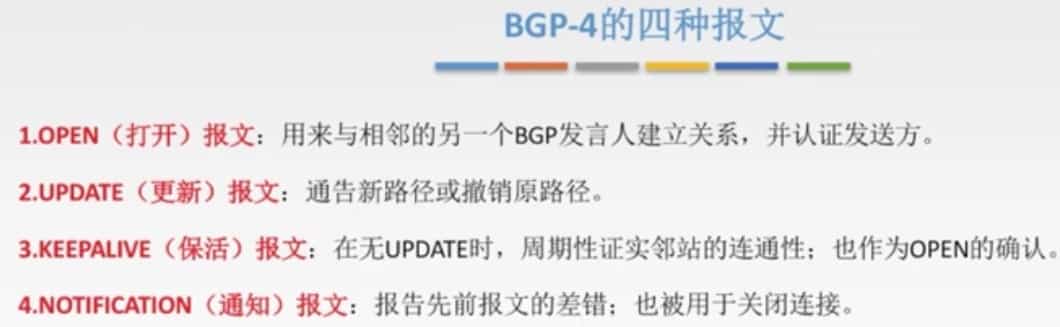 BGP-4的四种报文
1.OPEN（打开）报文：用来与相邻的另一个BGP发言人建立关系，并认证发送方。
2.UPDATE（更新）报文：通告新路径或撤销原路径。
3.KEEPALIVE（保活）报文：在无UPDATE时，周期性证实邻站的连通性；也作为OPEN的确认。
4.NOTIFICATION（通知）报文：报告先前报文的差错；也被用于关闭连接。